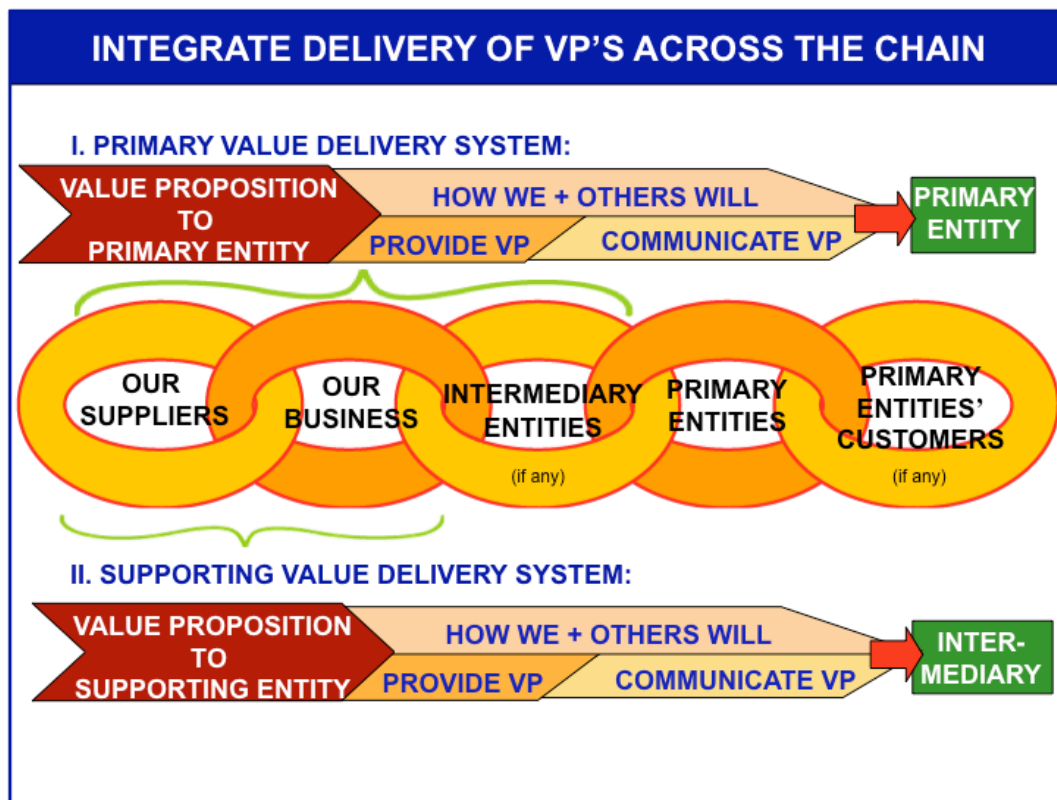 INTEGRATE DELIVERY OF VP'S ACROSS THE CHAIN
I. PRIMARY VALUE DELIVERY SYSTEM:
VALUE PROPOSITION
TO
PRIMARY ENTITY
HOW WE + OTHERS WILL
PROVIDE VP
COMMUNICATE VP
PRIMARY
ENTITY
OUR
SUPPLIERS
OUR
BUSINESS
INTERMEDIARY
ENTITIES
(if any)
PRIMARY
ENTITIES
PRIMARY
ENTITIES'
CUSTOMERS
(if any)
II. SUPPORTING VALUE DELIVERY SYSTEM:
VALUE PROPOSITION
TO
SUPPORTING ENTITY
HOW WE + OTHERS WILL
PROVIDE VP
COMMUNICATE VP
INTER-
MEDIARY